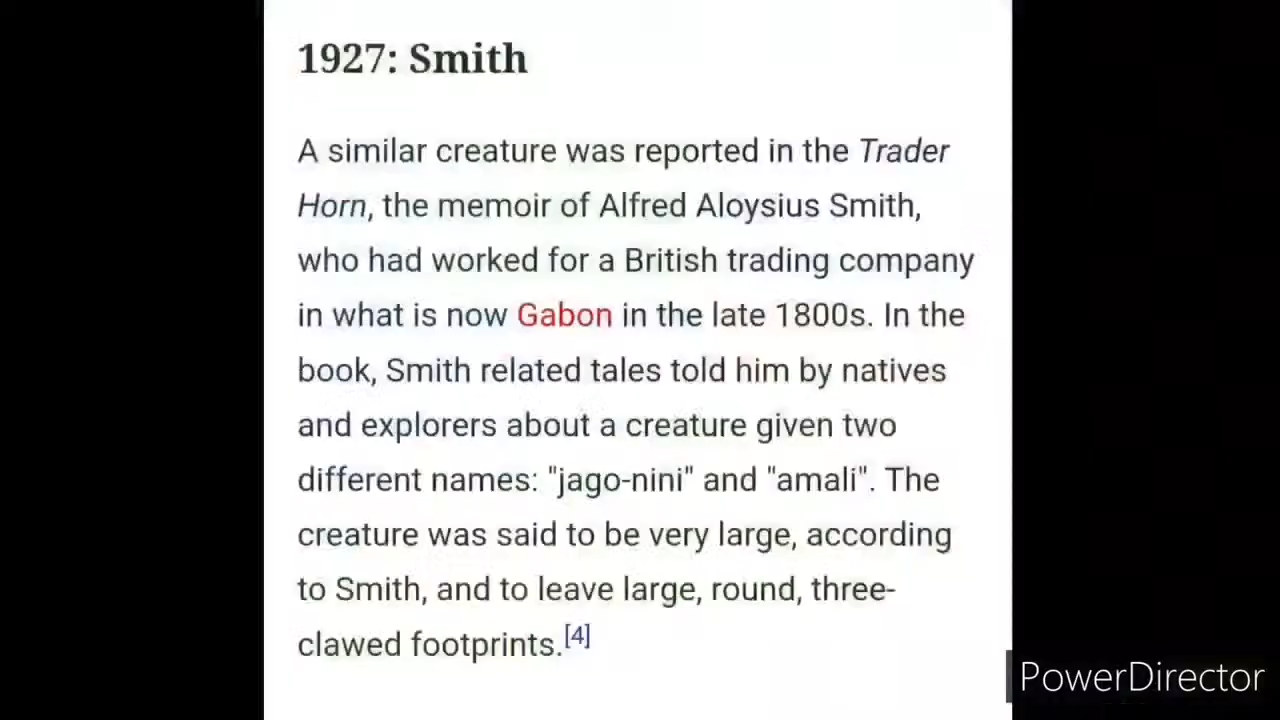 1927: Smith
A similar creature was reported in the Trader
Horn, the memoir of Alfred Aloysius Smith,
who had worked for a British trading company
in what is now Gabon in the late 1800s. In the
book, Smith related tales told him by natives
and explorers about a creature given two
different names: "jago-nini" and "amali". The
creature was said to be very large, according
to Smith, and to leave large, round, three-
clawed footprints.[4]
PowerDirector